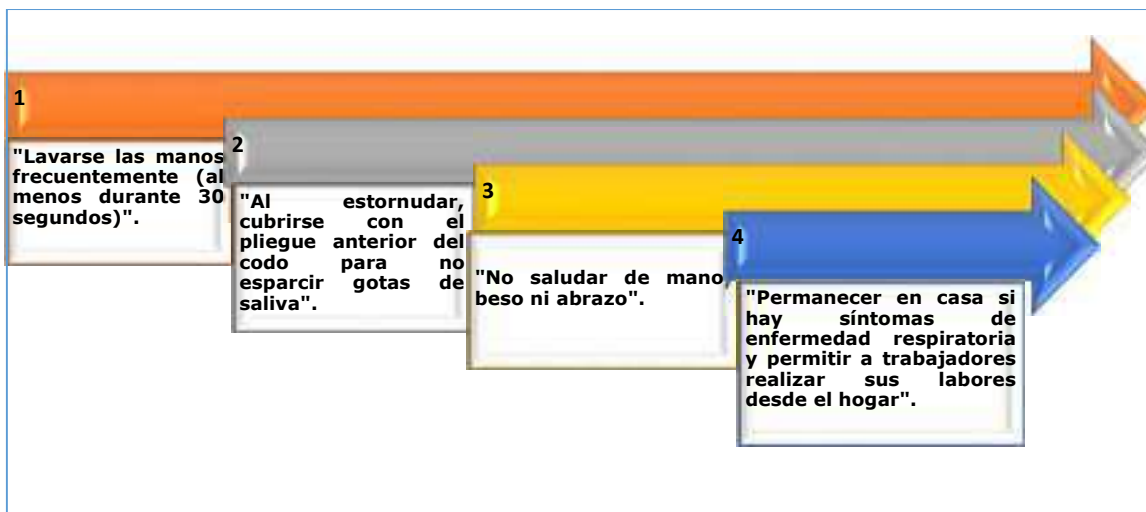 1
"Lavarse las manos
frecuentemente (al
menos durante 30
segundos)".
2
"Al estornudar,
cubrirse con el
pliegue anterior del
codo para no
esparcir gotas de
saliva".
3
"No saludar de mano
beso ni abrazo".
4
"Permanecer en casa si
hay síntomas de
enfermedad respiratoria
y permitir a trabajadores
realizar sus labores
desde el hogar".